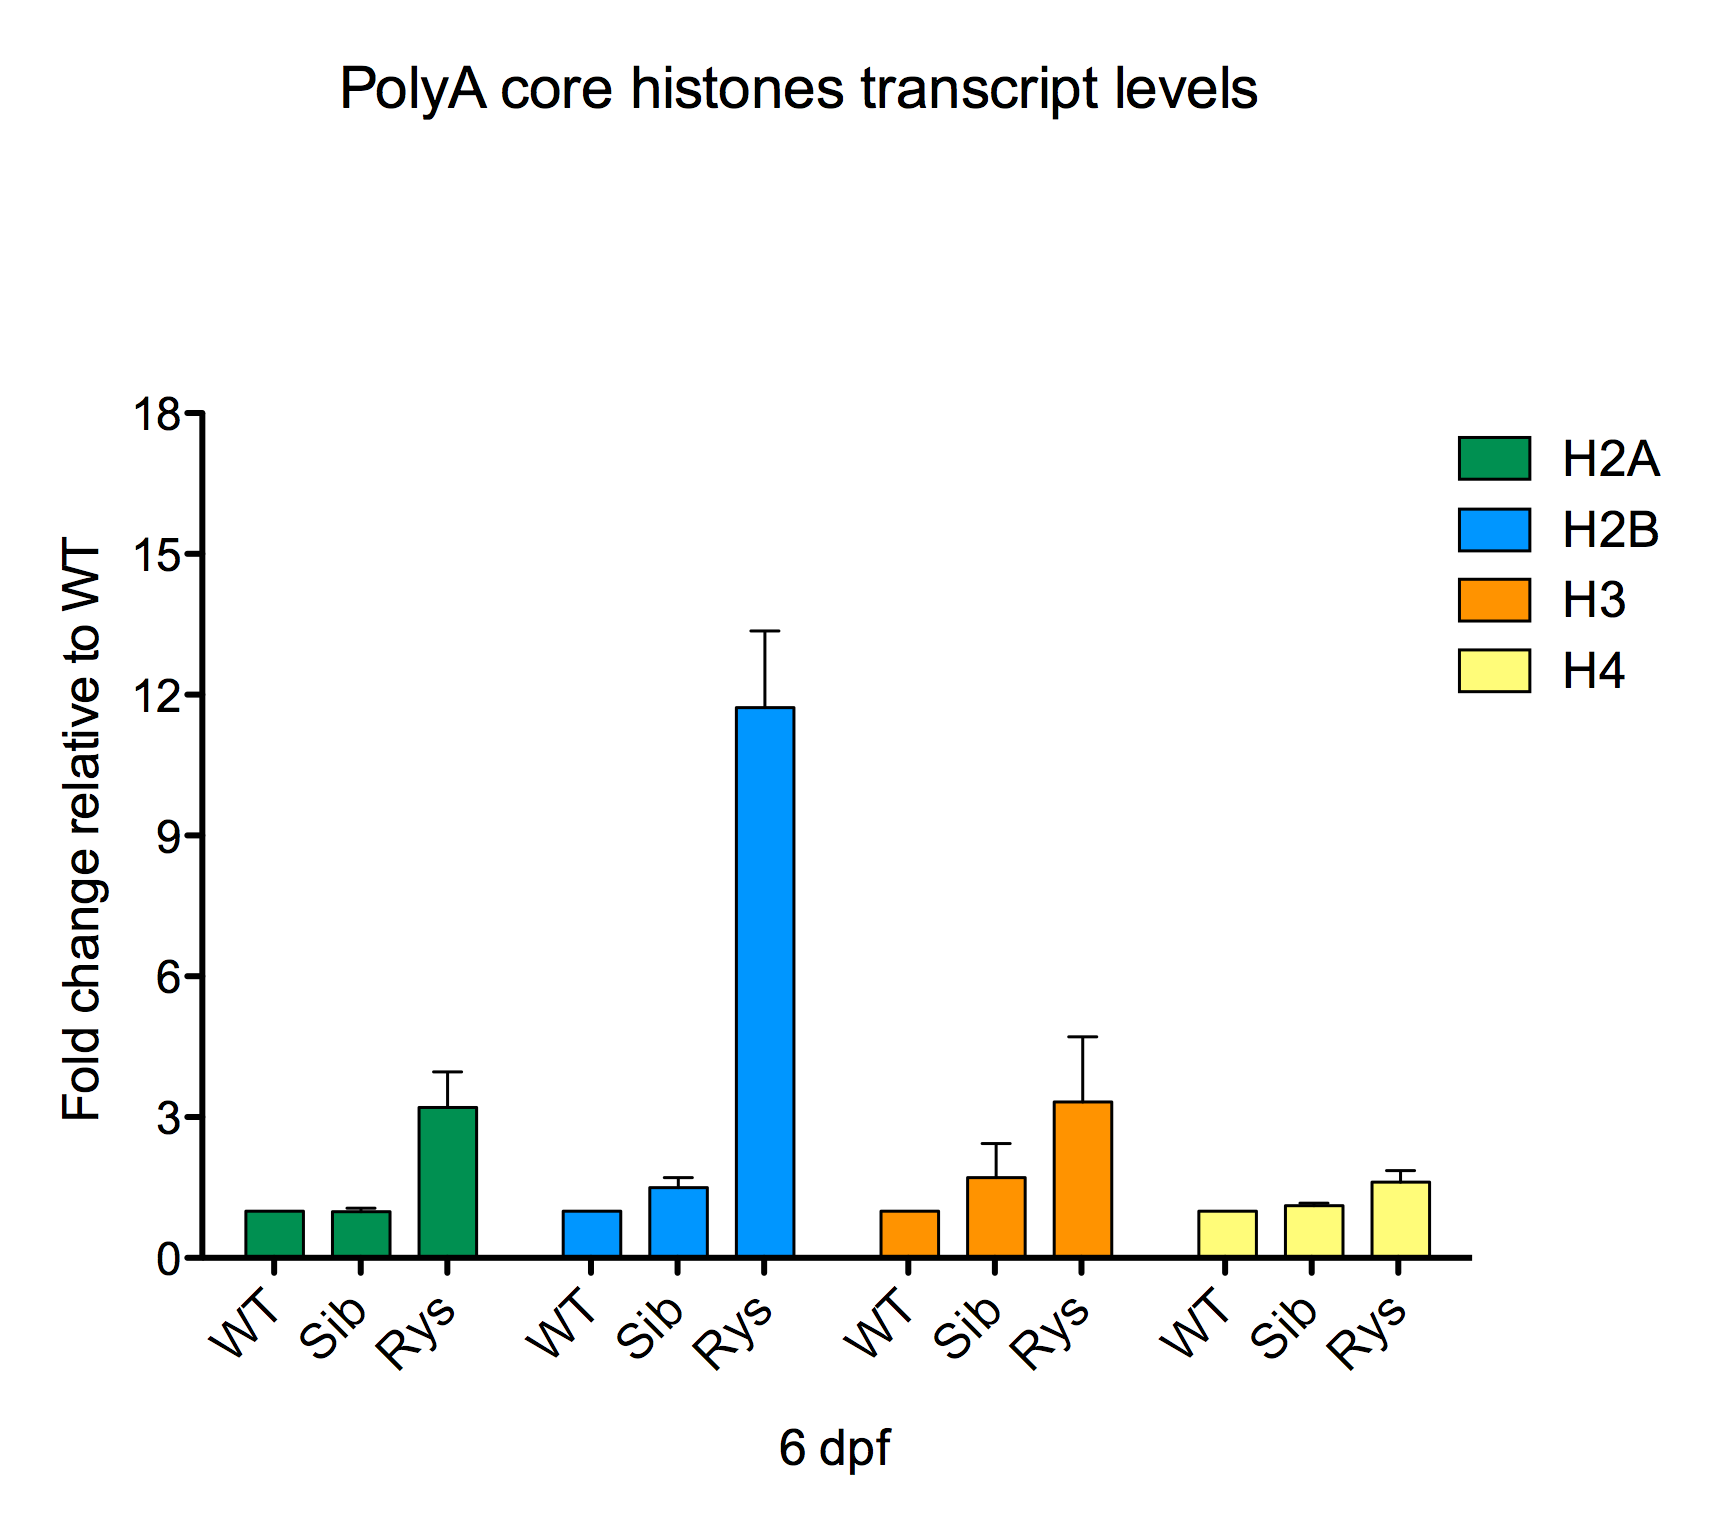 PolyA core histones transcript levels
Fold change relative to WT
18
15
12
9
6
3
0
H2A
H2B
H3
H4
WT Sib Rys WT Sib Rys WT Sib Rys WT Sib Rys
6 dpf